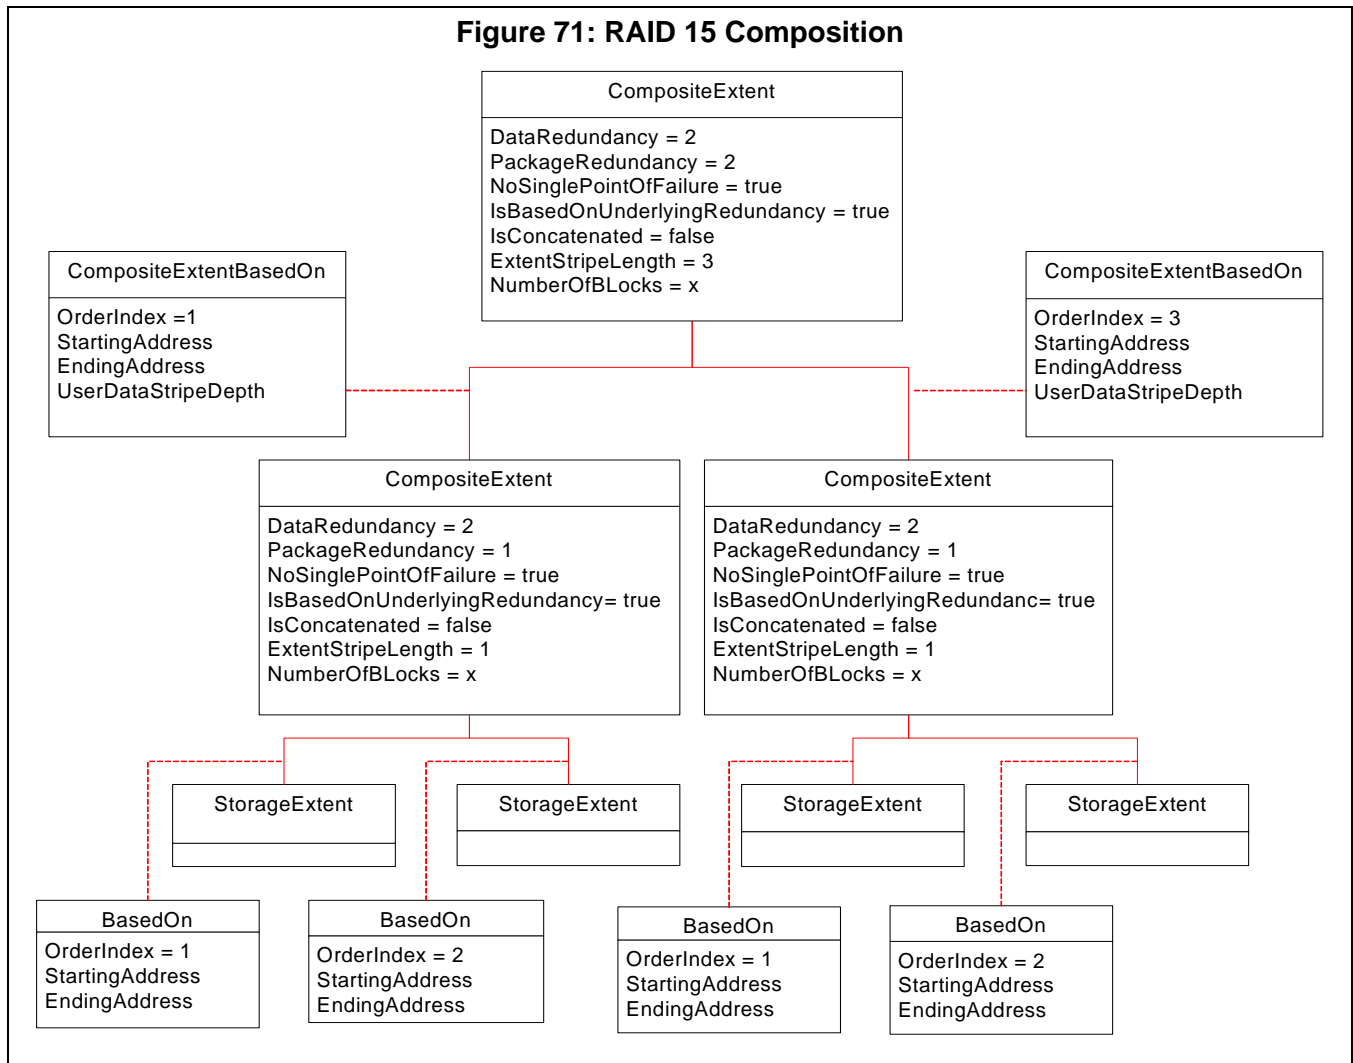 Figure 71: RAID 15 Composition
CompositeExtent
DataRedundancy = 2
PackageRedundancy = 2
NoSinglePointOfFailure = true
IsBasedOnUnderlyingRedundancy = true
IsConcatenated = false
ExtentStripeLength = 3
NumberOfBLocks = x
CompositeExtentBasedOn
OrderIndex =1
StartingAddress
EndingAddress
UserDataStripeDepth
CompositeExtentBasedOn
OrderIndex = 3
StartingAddress
EndingAddress
UserDataStripeDepth
CompositeExtent
DataRedundancy = 2
PackageRedundancy = 1
NoSinglePointOfFailure = true
IsBasedOnUnderlyingRedundancy= true
IsConcatenated = false
ExtentStripeLength = 1
NumberOfBLocks = x
CompositeExtent
DataRedundancy = 2
PackageRedundancy = 1
NoSinglePointOfFailure = true
IsBasedOnUnderlyingRedundanc= true
IsConcatenated = false
ExtentStripeLength = 1
NumberOfBLocks = x
StorageExtent
StorageExtent
StorageExtent
StorageExtent
BasedOn
OrderIndex = 1
StartingAddress
EndingAddress
BasedOn
OrderIndex = 2
StartingAddress
EndingAddress
BasedOn
OrderIndex = 1
StartingAddress
EndingAddress
BasedOn
OrderIndex = 2
StartingAddress
EndingAddress